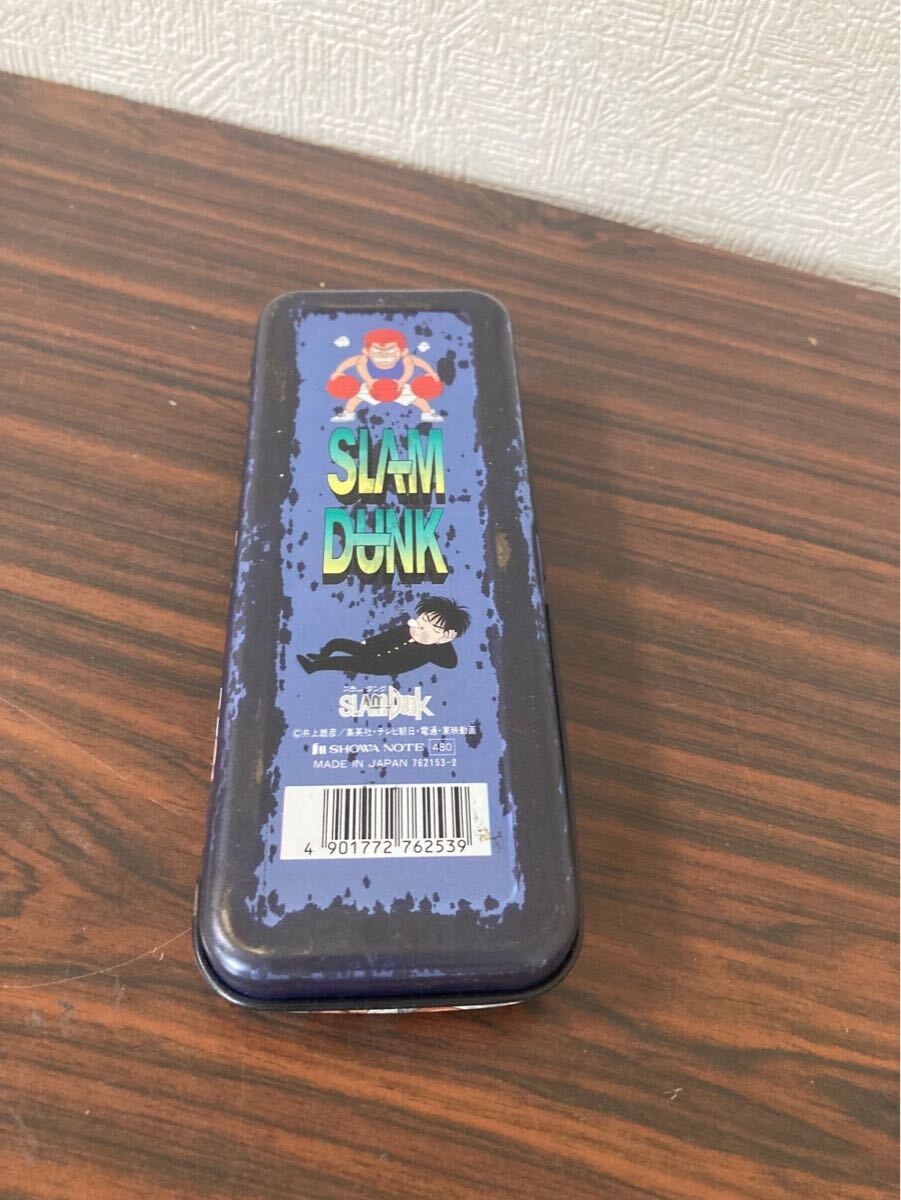 SLAM
DUNK
スラムダンク
SLAM DUNK
©井上雄彦／集英社・テレビ朝日・電通・東映動画
Sn SHOWA NOTE 480
MADE IN JAPAN 762153-2
4 901772 762539